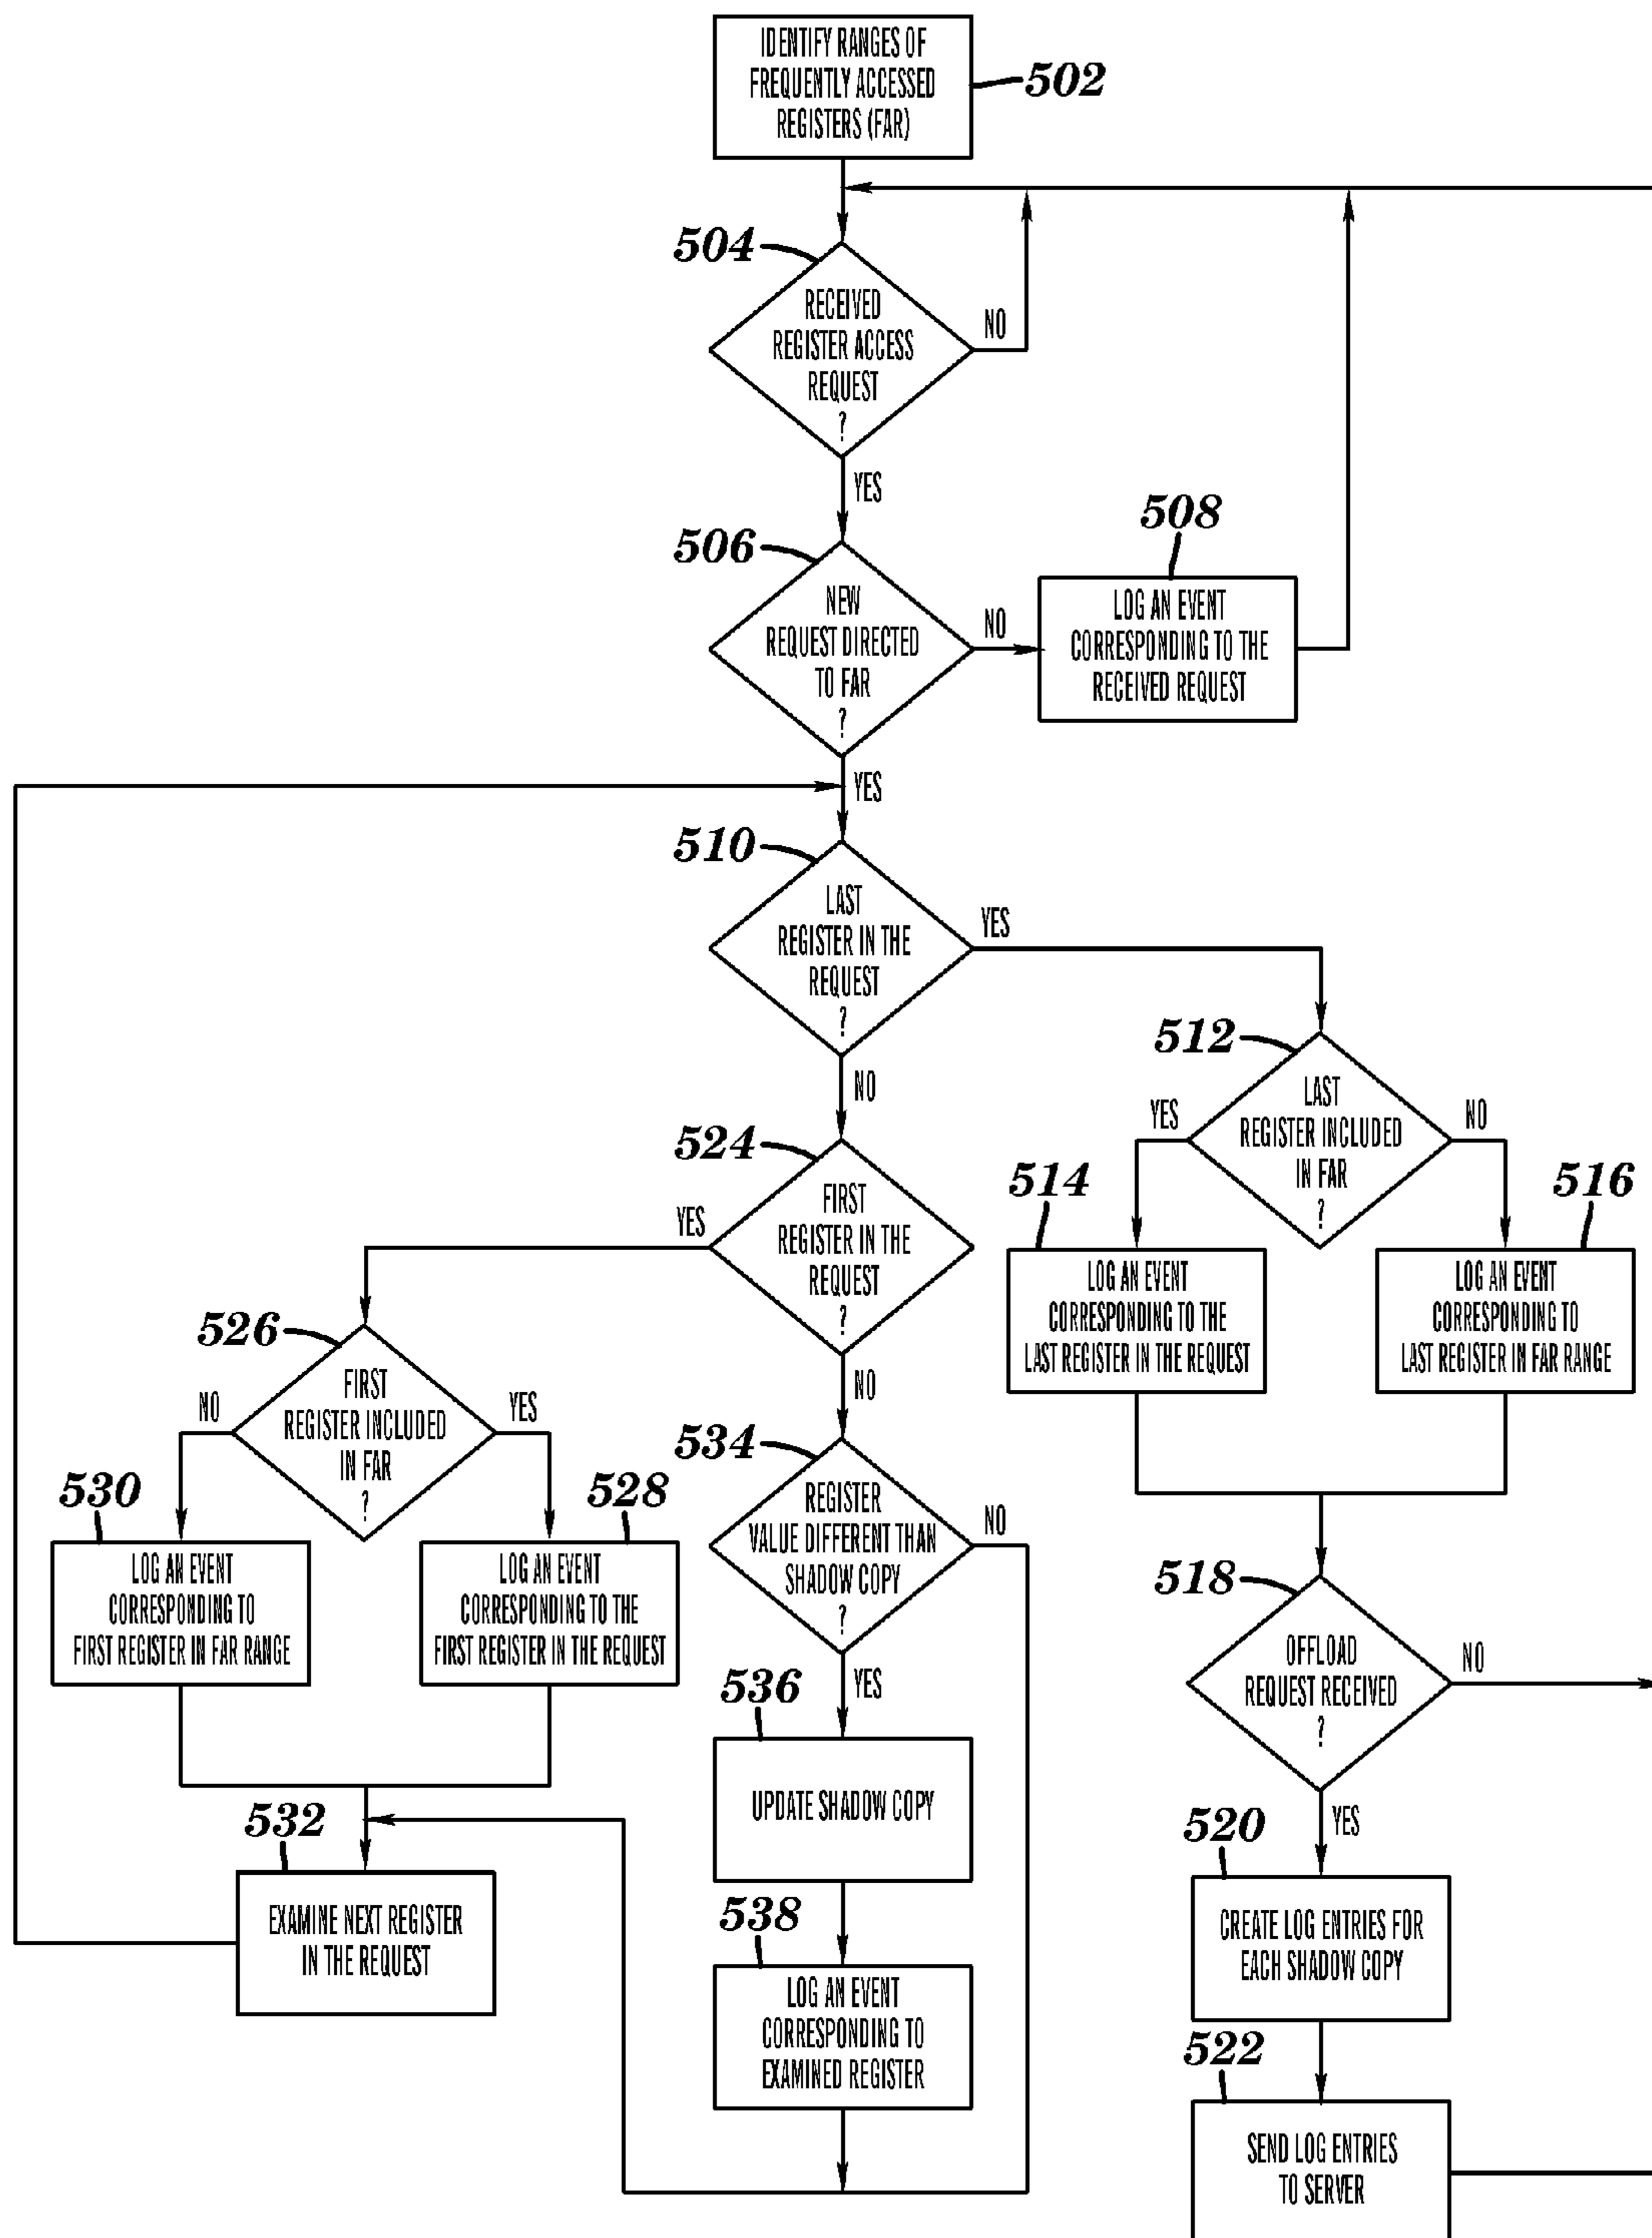 IDENTIFY RANGES OF
FREQUENTLY ACCESSED
REGISTERS (FAR)
502
504
RECEIVED
REGISTER ACCESS
REQUEST
?
NO
YES
506
NEW
REQUEST DIRECTED
TO FAR
?
NO
508
LOG AN EVENT
CORRESPONDING TO THE
RECEIVED REQUEST
YES
510
LAST
REGISTER IN THE
REQUEST
?
YES
NO
512
LAST
REGISTER INCLUDED
IN FAR
?
YES
NO
514
LOG AN EVENT
CORRESPONDING TO THE
LAST REGISTER IN THE REQUEST
516
LOG AN EVENT
CORRESPONDING TO
LAST REGISTER IN FAR RANGE
524
FIRST
REGISTER IN THE
REQUEST
?
YES
NO
526
FIRST
REGISTER INCLUDED
IN FAR
?
NO
YES
530
LOG AN EVENT
CORRESPONDING TO
FIRST REGISTER IN FAR RANGE
528
LOG AN EVENT
CORRESPONDING TO THE
FIRST REGISTER IN THE REQUEST
534
REGISTER
VALUE DIFFERENT THAN
SHADOW COPY
?
NO
YES
518
OFFLOAD
REQUEST RECEIVED
?
NO
YES
536
UPDATE SHADOW COPY
532
EXAMINE NEXT REGISTER
IN THE REQUEST
520
CREATE LOG ENTRIES FOR
EACH SHADOW COPY
538
LOG AN EVENT
CORRESPONDING TO
EXAMINED REGISTER
522
SEND LOG ENTRIES
TO SERVER